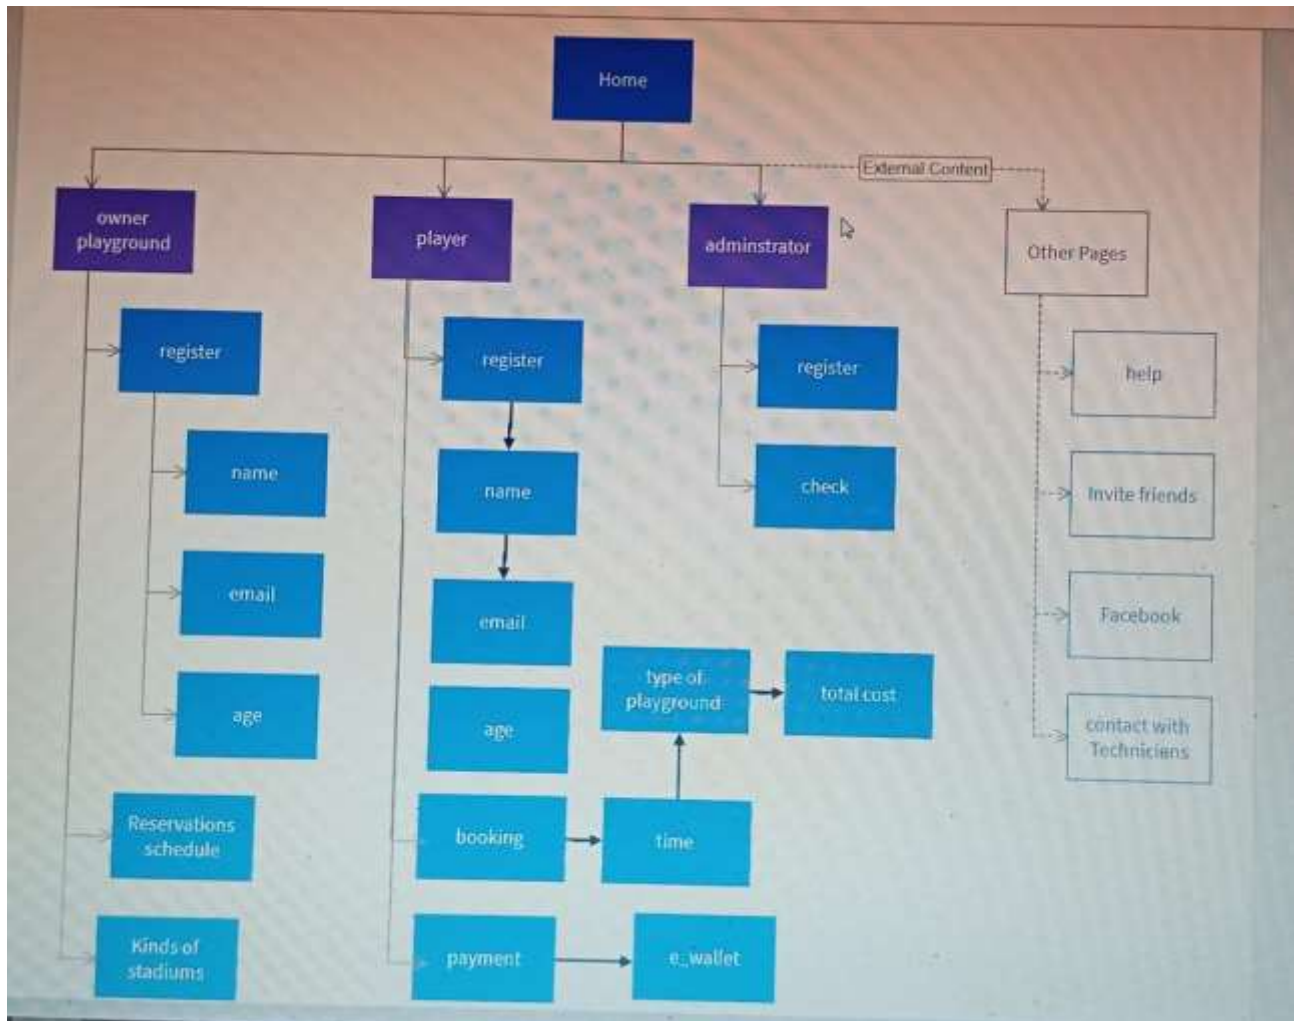 Home
External Content
owner
playground
player
adminstrator
Other Pages
register
register
register
help
name
name
check
Invite friends
email
email
Facebook
age
age
type of
playground
total cost
contact with
Techniciens
Reservations
schedule
booking
time
Kinds of
stadiums
payment
e_wallet